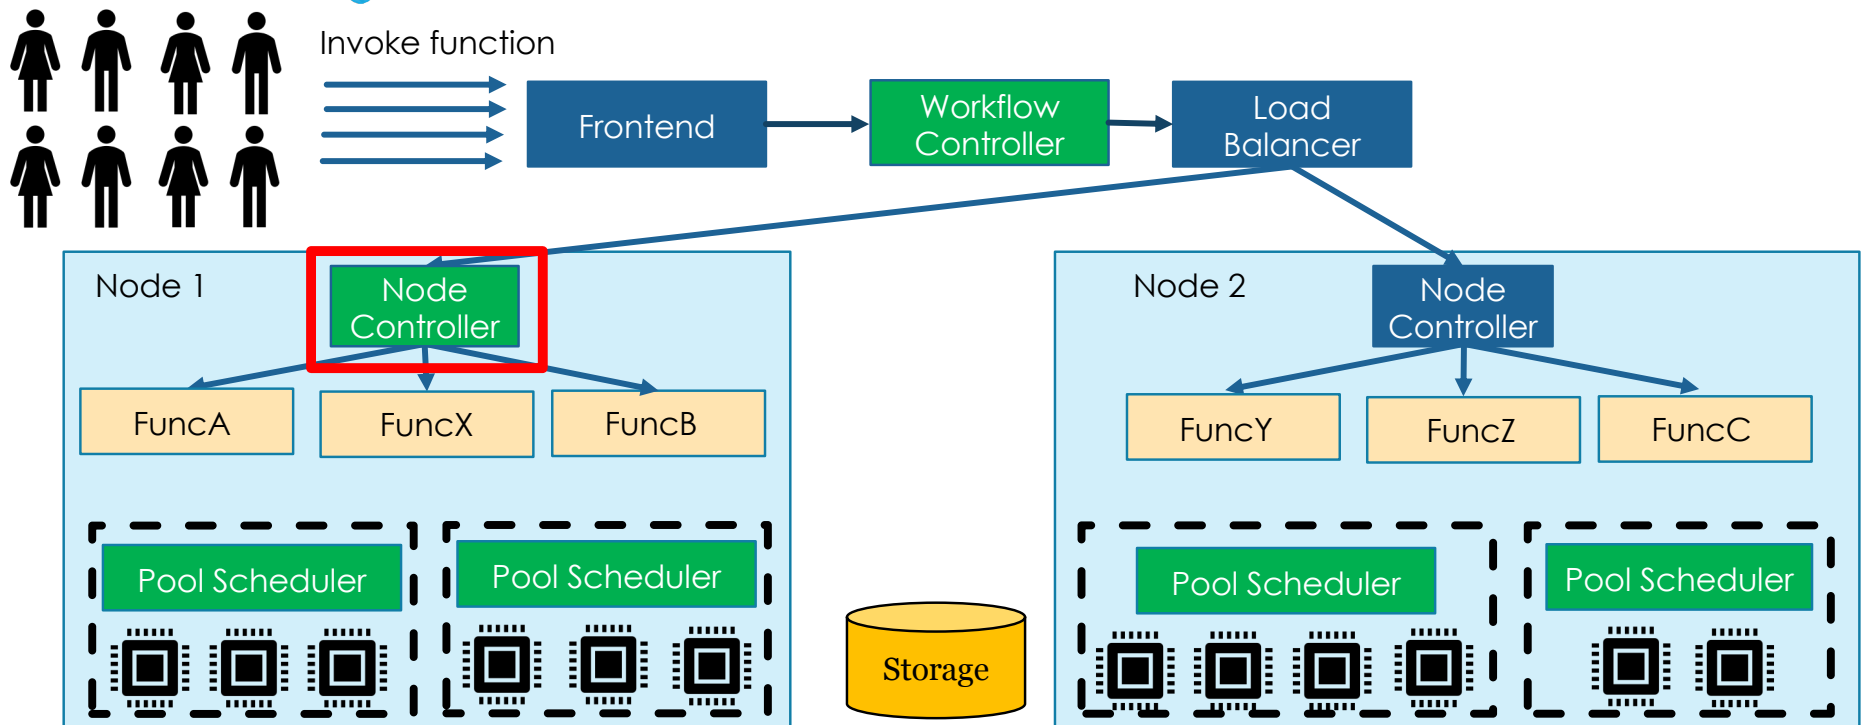 Invoke function
Frontend
Workflow
Controller
Load
Balancer
Node 1
Node
Controller
FuncA
FuncX
FuncB
Pool Scheduler
Pool Scheduler
Storage
Node 2
Node
Controller
FuncY
FuncZ
FuncC
Pool Scheduler
Pool Scheduler